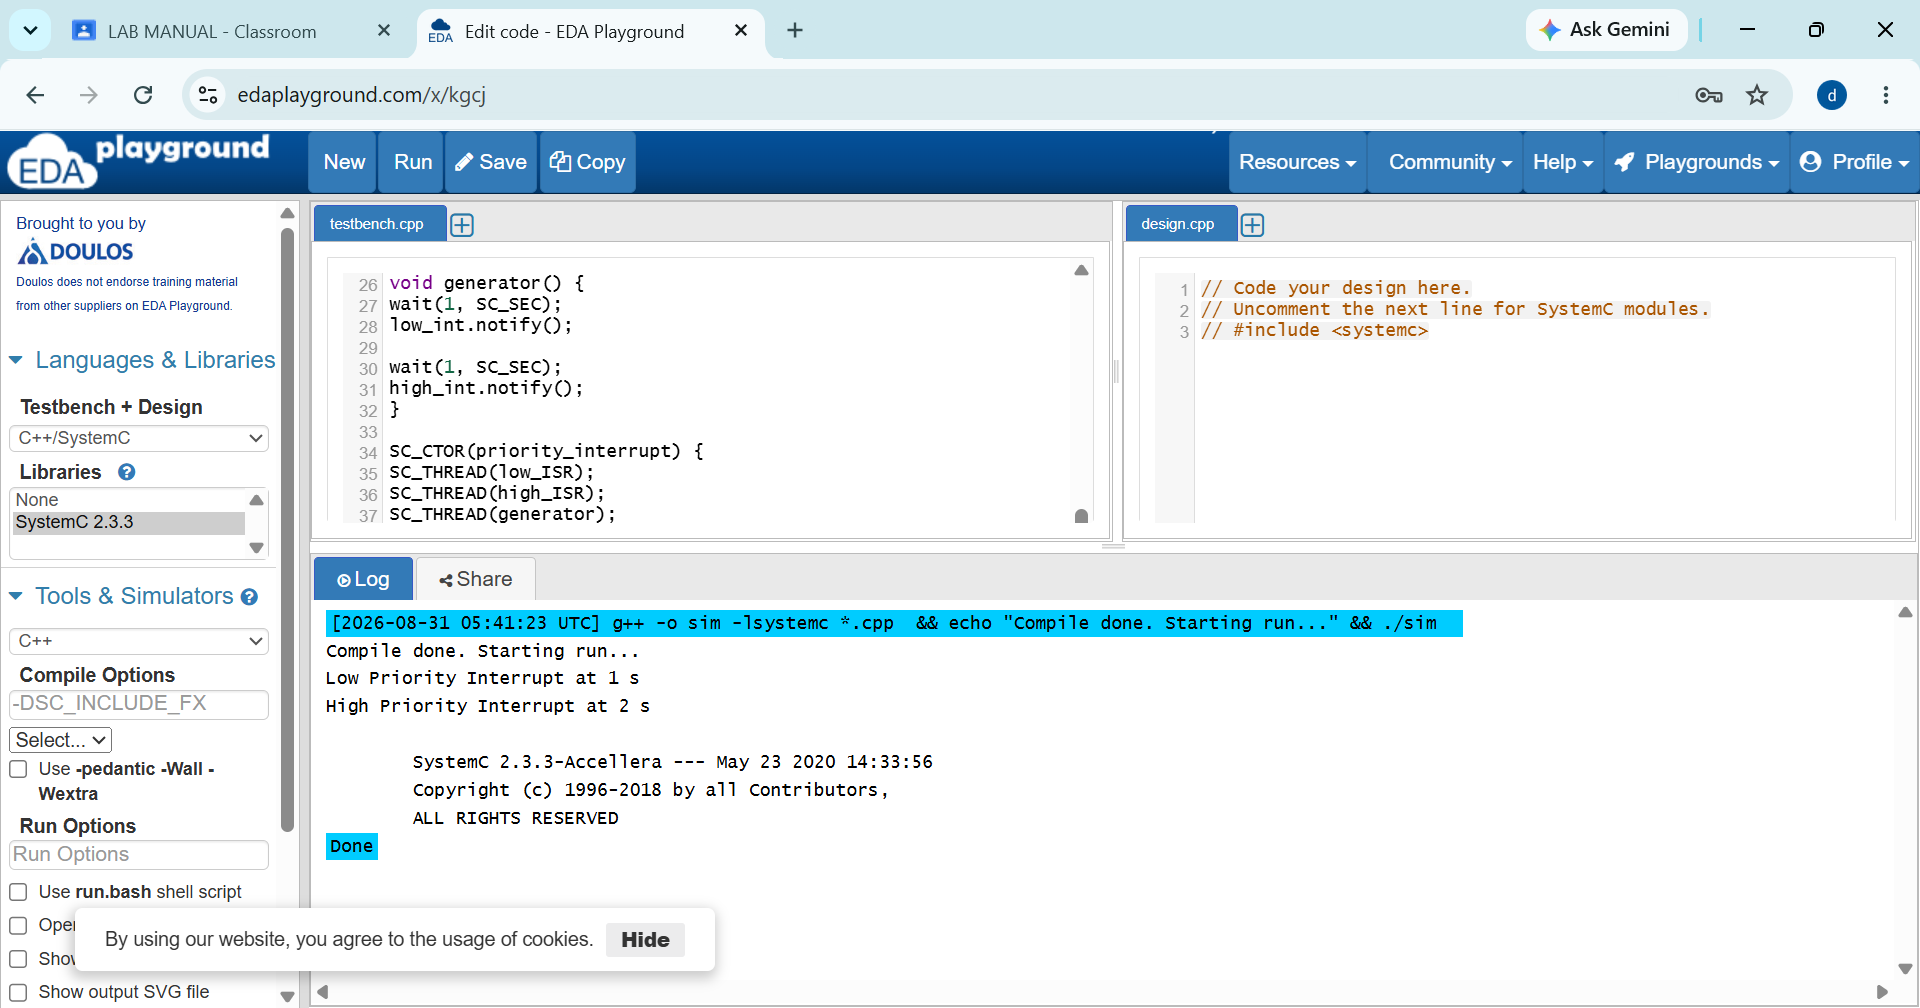 LAB MANUAL - Classroom
Edit code - EDA Playground
Ask Gemini
edaplayground.com/x/kgcj
d
EDA playground
New
Run
Save
Copy
Resources
Community
Help
Playgrounds
Profile
Brought to you by
DOULOS
Doulos does not endorse training material
from other suppliers on EDA Playground.
Languages & Libraries
Testbench + Design
C++/SystemC
Libraries
None
SystemC 2.3.3
Tools & Simulators
C++
Compile Options
-DSC_INCLUDE_FX
Select...
Use -pedantic -Wall -
Wextra
Run Options
Run Options
Use run.bash shell script
Oper
Show
Show output SVG file
testbench.cpp
26 void generator() {
27 wait(1, SC_SEC);
28 low_int.notify();
29
30 wait(1, SC_SEC);
31 high_int.notify();
32 }
33
34 SC_CTOR(priority_interrupt) {
35 SC_THREAD(low_ISR);
36 SC_THREAD(high_ISR);
37 SC_THREAD(generator);
design.cpp
1 // Code your design here.
2 // Uncomment the next line for SystemC modules.
3 // #include <systemc>
Log
Share
[2026-08-31 05:41:23 UTC] g++ -o sim -lsystemc *.cpp  && echo "Compile done. Starting run..." && ./sim
Compile done. Starting run...
Low Priority Interrupt at 1 s
High Priority Interrupt at 2 s
SystemC 2.3.3-Accellera --- May 23 2020 14:33:56
Copyright (c) 1996-2018 by all Contributors,
ALL RIGHTS RESERVED
Done
By using our website, you agree to the usage of cookies.
Hide